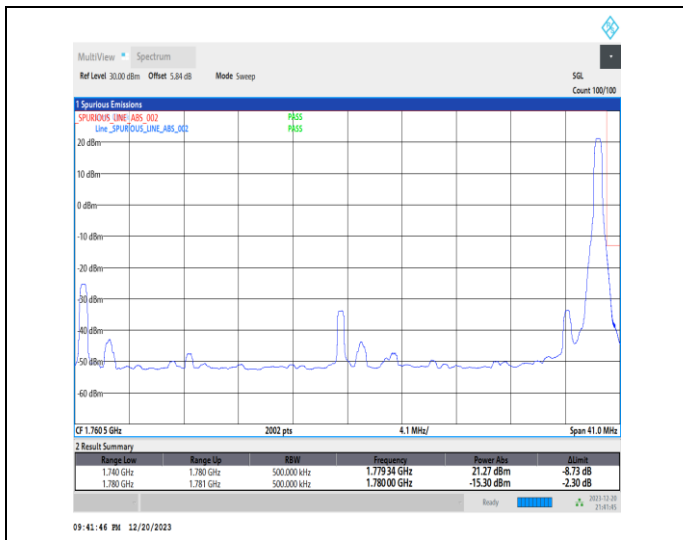 MultiView Spectrum
Ref Level 30.00 dBm Offset 5.84 dB Mode Sweep SGL
Count 100/100
1 Spurious Emissions
SPURIOUS_LINE_ABS_002 PASS
Line _SPURIOUS_LINE_ABS_002 PASS
20 dBm
10 dBm
0 dBm
-10 dBm
-20 dBm
-30 dBm
-40 dBm
-50 dBm
-60 dBm
CF 1.7605 GHz 2002 pts 4.1 MHz/ Span 41.0 MHz
2 Result Summary
Range Low Range Up RBW Frequency Power Abs ΔLimit
1.740 GHz 1.780 GHz 500.000 kHz 1.77934 GHz 21.27 dBm -8.73 dB
1.780 GHz 1.781 GHz 500.000 kHz 1.78000 GHz -15.30 dBm -2.30 dB
Ready 2023-12-20
21:41:45
09:41:46 PM 12/20/2023